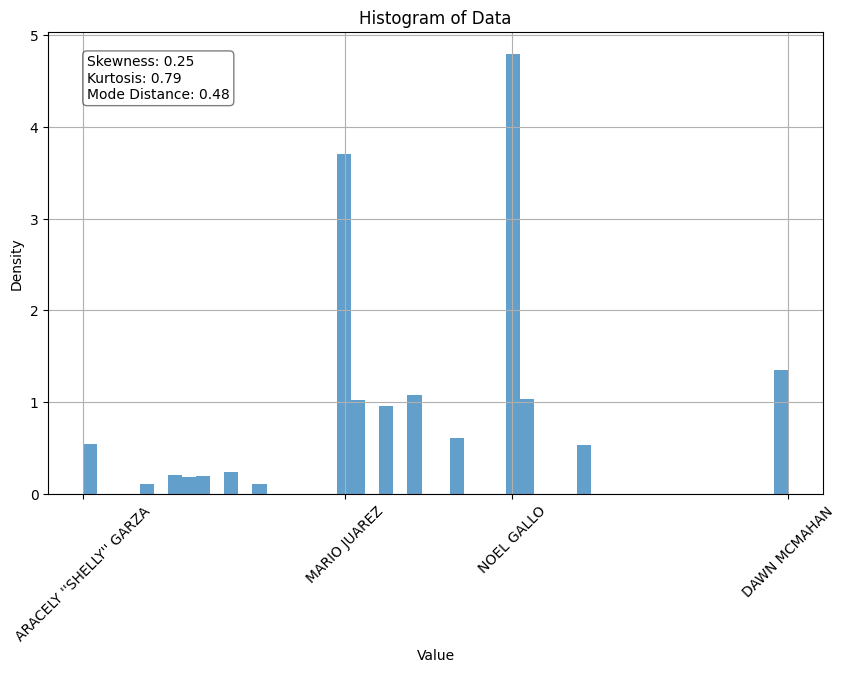 Histogram of Data
Skewness: 0.25
Kurtosis: 0.79
Mode Distance: 0.48
Density
5
4
3
2
1
0
ARACELY ''SHELLY'' GARZA
MARIO JUAREZ
NOEL GALLO
DAWN MCMAHAN
Value